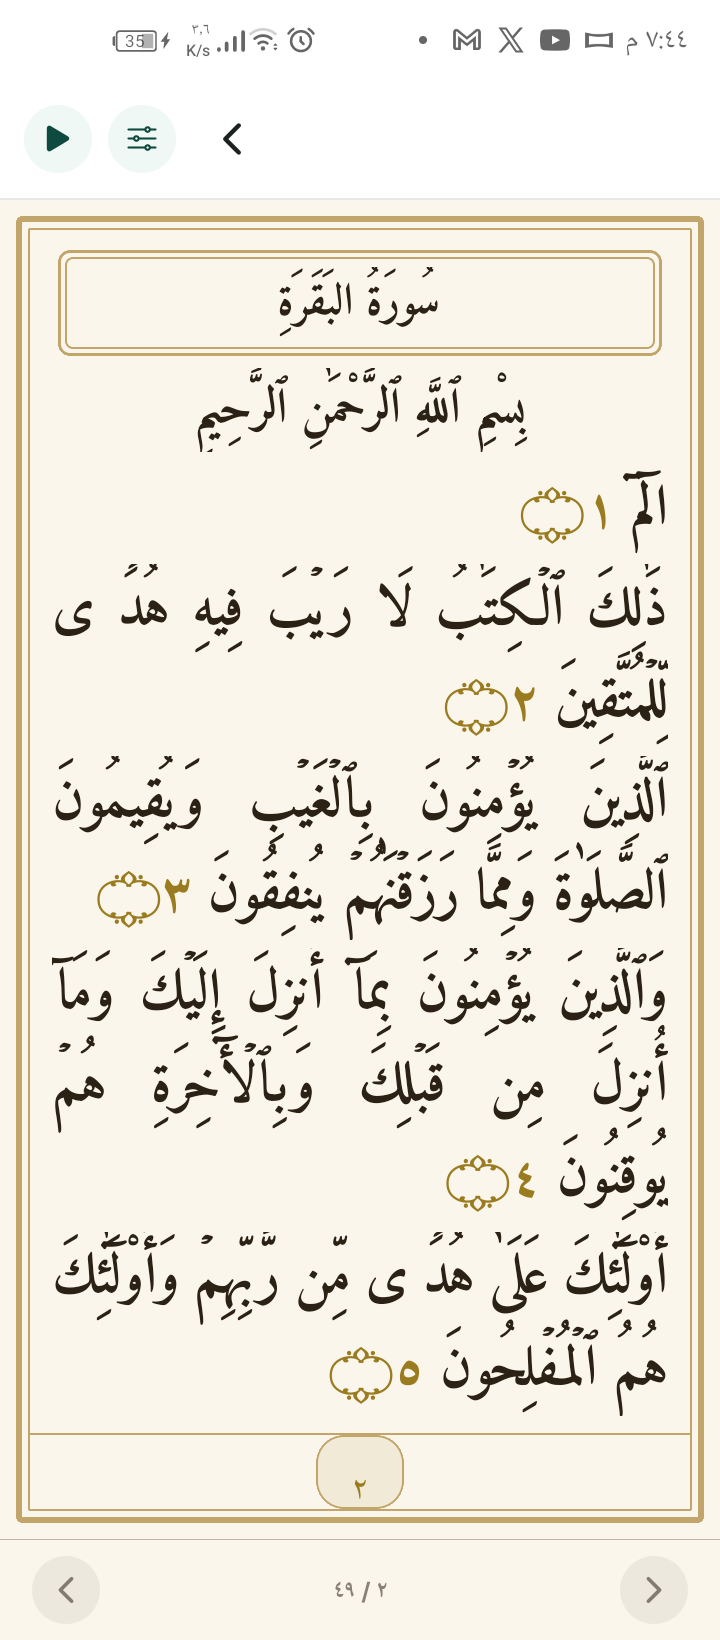 35 ٣,٦ K/s ٧:٤٤ م
سُورَةُ البَقَرَةِ
بِسْمِ ٱللَّهِ ٱلرَّحْمَٰنِ ٱلرَّحِيمِ
الٓمٓ ١
ذَٰلِكَ ٱلۡكِتَٰبُ لَا رَيۡبَ فِيهِ هُدٗ ى
لِّلۡمُتَّقِينَ ٢
ٱلَّذِينَ يُؤۡمِنُونَ بِٱلۡغَيۡبِ وَيُقِيمُونَ
ٱلصَّلَوٰةَ وَمِمَّا رَزَقۡنَٰهُمۡ يُنفِقُونَ ٣
وَٱلَّذِينَ يُؤۡمِنُونَ بِمَآ أُنزِلَ إِلَيۡكَ وَمَآ
أُنزِلَ مِن قَبۡلِكَ وَبِٱلۡأٓخِرَةِ هُمۡ
يُوقِنُونَ ٤
أُوْلَٰٓئِكَ عَلَىٰ هُدٗ ى مِّن رَّبِّهِمۡ وَأُوْلَٰٓئِكَ
هُمُ ٱلۡمُفۡلِحُونَ ٥
٢
٢ / ٤٩